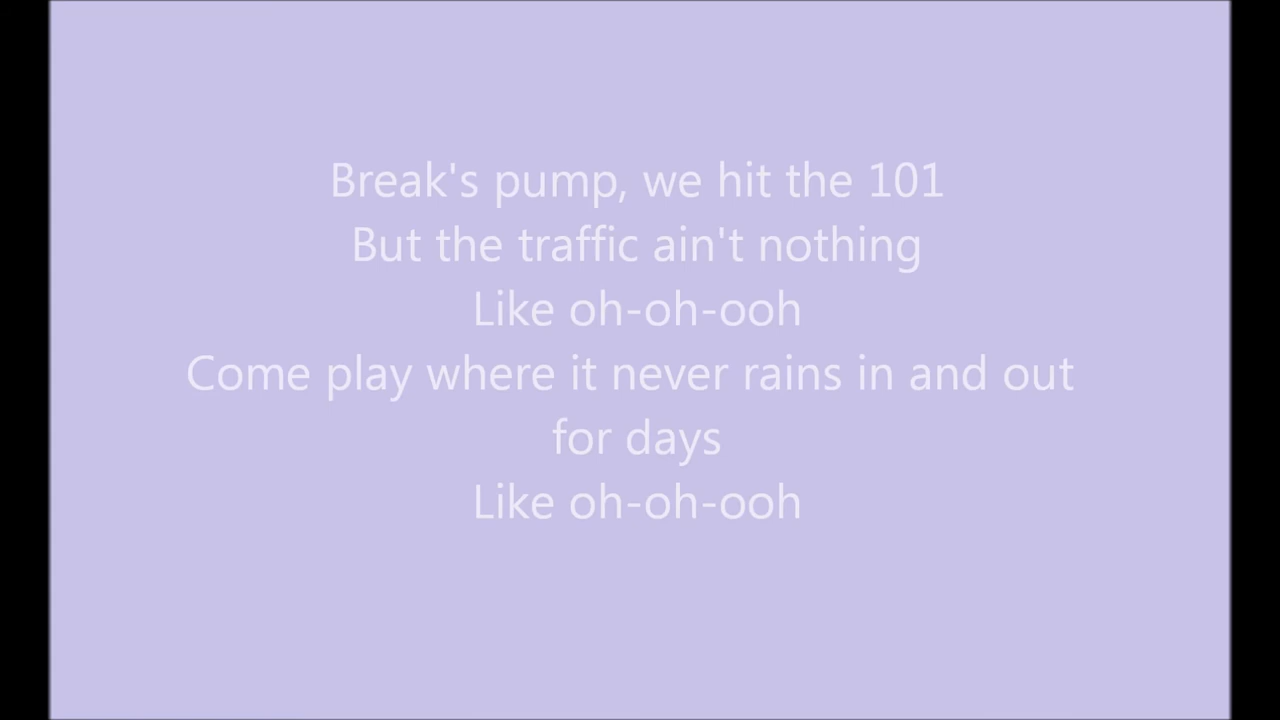 Break's pump, we hit the 101
But the traffic ain't nothing
Like oh-oh-ooh
Come play where it never rains in and out
for days
Like oh-oh-ooh